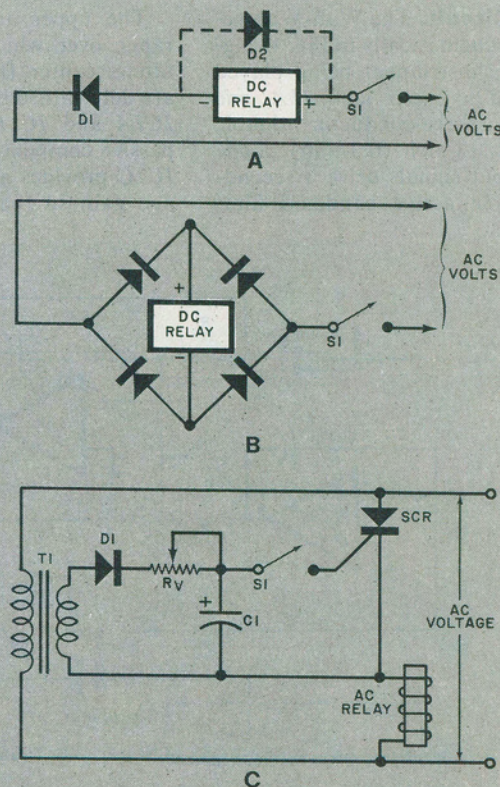 D2
DC
RELAY
- +
D1
S1
AC
VOLTS
A
+
DC
RELAY
-
S1
AC
VOLTS
B
SCR
T1
D1
RV
S1
+
C1
AC
VOLTAGE
AC
RELAY
C